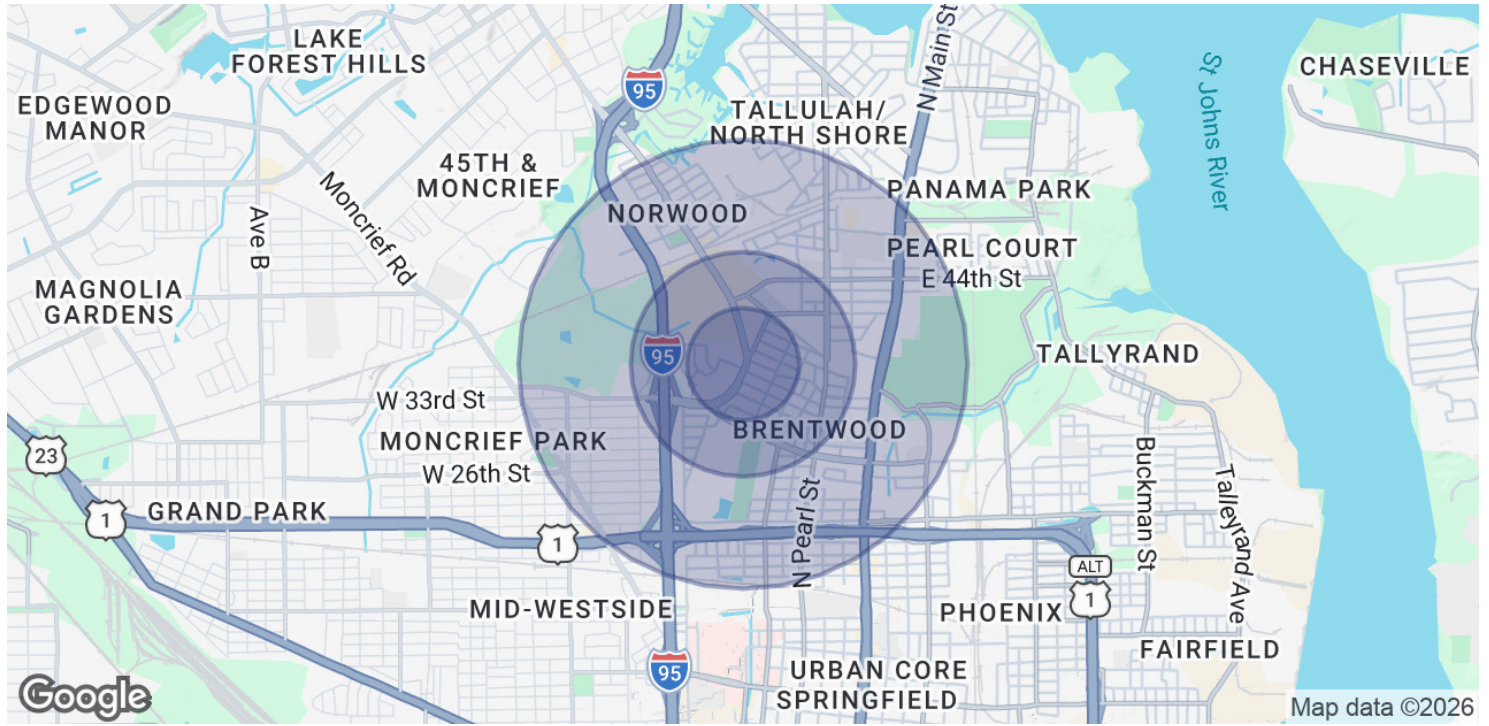 LAKE
FOREST HILLS
95
N Main St
St Johns River
CHASEVILLE
EDGEWOOD
MANOR
TALLULAH/
NORTH SHORE
45TH &
MONCRIEF
Moncrief Rd
Ave B
NORWOOD
PANAMA PARK
PEARL COURT
E 44th St
MAGNOLIA
GARDENS
95
TALLYRAND
W 33rd St
MONCRIEF PARK
BRENTWOOD
W 26th St
23
1
GRAND PARK
1
N Pearl St
Buckman St
Talleyrand Ave
ALT
1
MID-WESTSIDE
PHOENIX
FAIRFIELD
95
URBAN CORE
SPRINGFIELD
Google
Map data ©2026